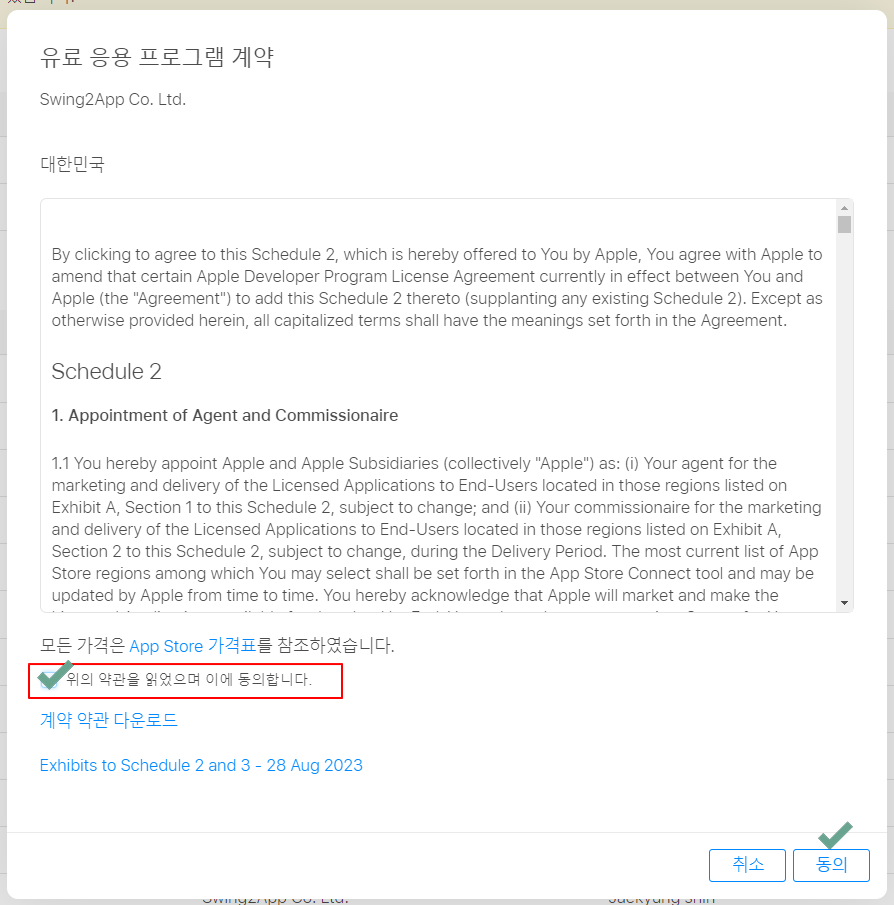 유료 응용 프로그램 계약
Swing2App Co. Ltd.
대한민국
By clicking to agree to this Schedule 2, which is hereby offered to You by Apple, You agree with Apple to
amend that certain Apple Developer Program License Agreement currently in effect between You and
Apple (the "Agreement") to add this Schedule 2 thereto (supplanting any existing Schedule 2). Except as
otherwise provided herein, all capitalized terms shall have the meanings set forth in the Agreement.
Schedule 2
1. Appointment of Agent and Commissionaire
1.1 You hereby appoint Apple and Apple Subsidiaries (collectively "Apple") as: (i) Your agent for the
marketing and delivery of the Licensed Applications to End-Users located in those regions listed on
Exhibit A, Section 1 to this Schedule 2, subject to change; and (ii) Your commissionaire for the marketing
and delivery of the Licensed Applications to End-Users located in those regions listed on Exhibit A,
Section 2 to this Schedule 2, subject to change, during the Delivery Period. The most current list of App
Store regions among which You may select shall be set forth in the App Store Connect tool and may be
updated by Apple from time to time. You hereby acknowledge that Apple will market and make the
모든 가격은 App Store 가격표를 참조하였습니다.
위의 약관을 읽었으며 이에 동의합니다.
계약 약관 다운로드
Exhibits to Schedule 2 and 3 - 28 Aug 2023
취소 동의
Swing2App Co. Ltd. Jaekyung shin